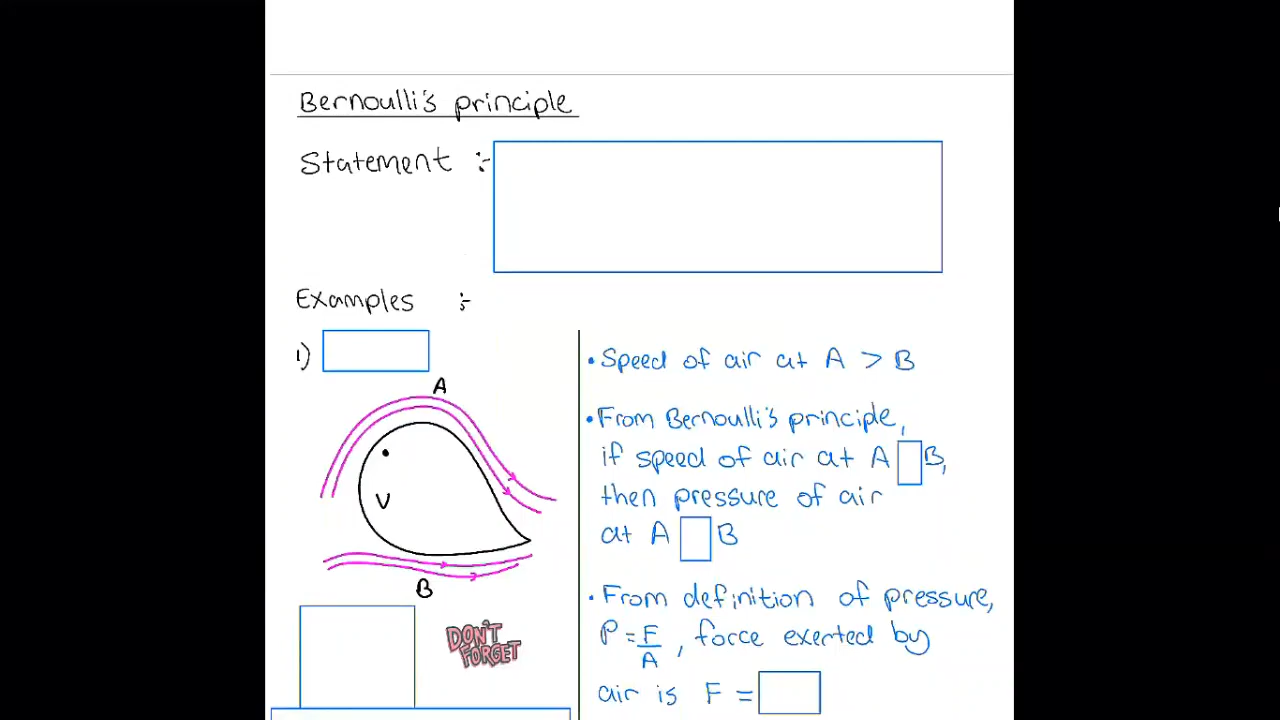 Bernoulli's principle
Statement :-
Examples :-
1)
A
V
B
DON'T
FORGET
• Speed of air at A > B
• From Bernoulli's principle,
if speed of air at A B,
then pressure of air
at A B
• From definition of pressure,
P = F/A , force exerted by
air is F =